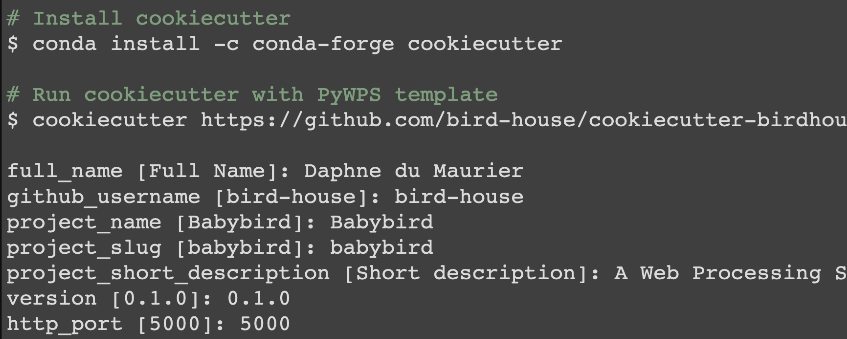 # Install cookiecutter
$ conda install -c conda-forge cookiecutter
# Run cookiecutter with PyWPS template
$ cookiecutter https://github.com/bird-house/cookiecutter-birdhou
full_name [Full Name]: Daphne du Maurier
github_username [bird-house]: bird-house
project_name [Babybird]: Babybird
project_slug [babybird]: babybird
project_short_description [Short description]: A Web Processing S
version [0.1.0]: 0.1.0
http_port [5000]: 5000